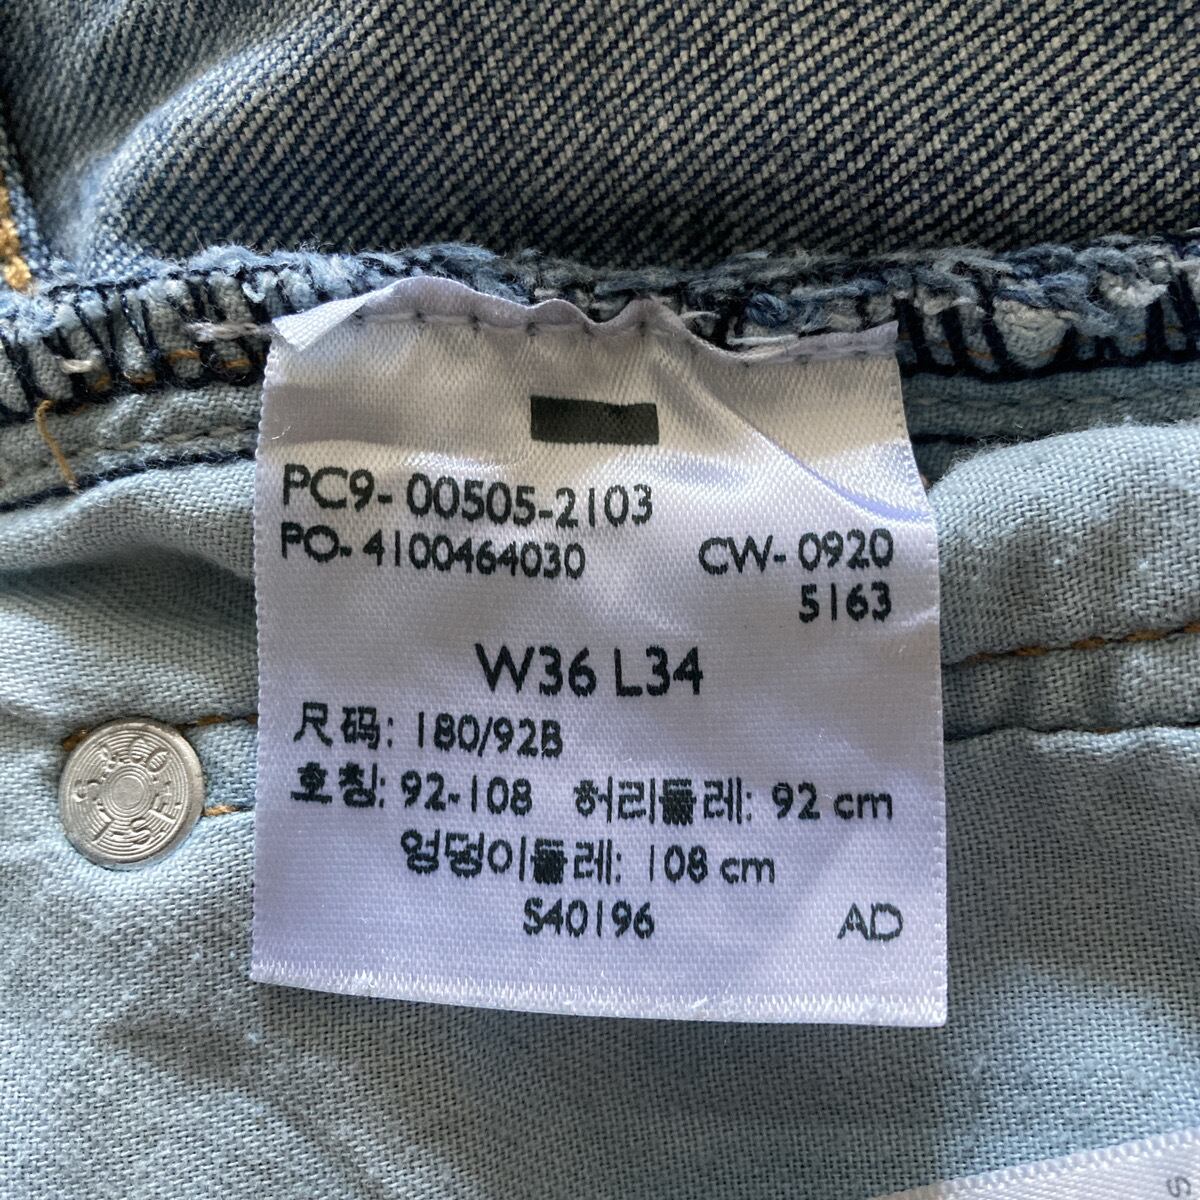 PC9- 00505-2103
PO- 4100464030 CW- 0920
5163
W36 L34
尺码: 180/92B
호칭: 92-108 허리둘레: 92 cm
엉덩이둘레: 108 cm
S40196 AD